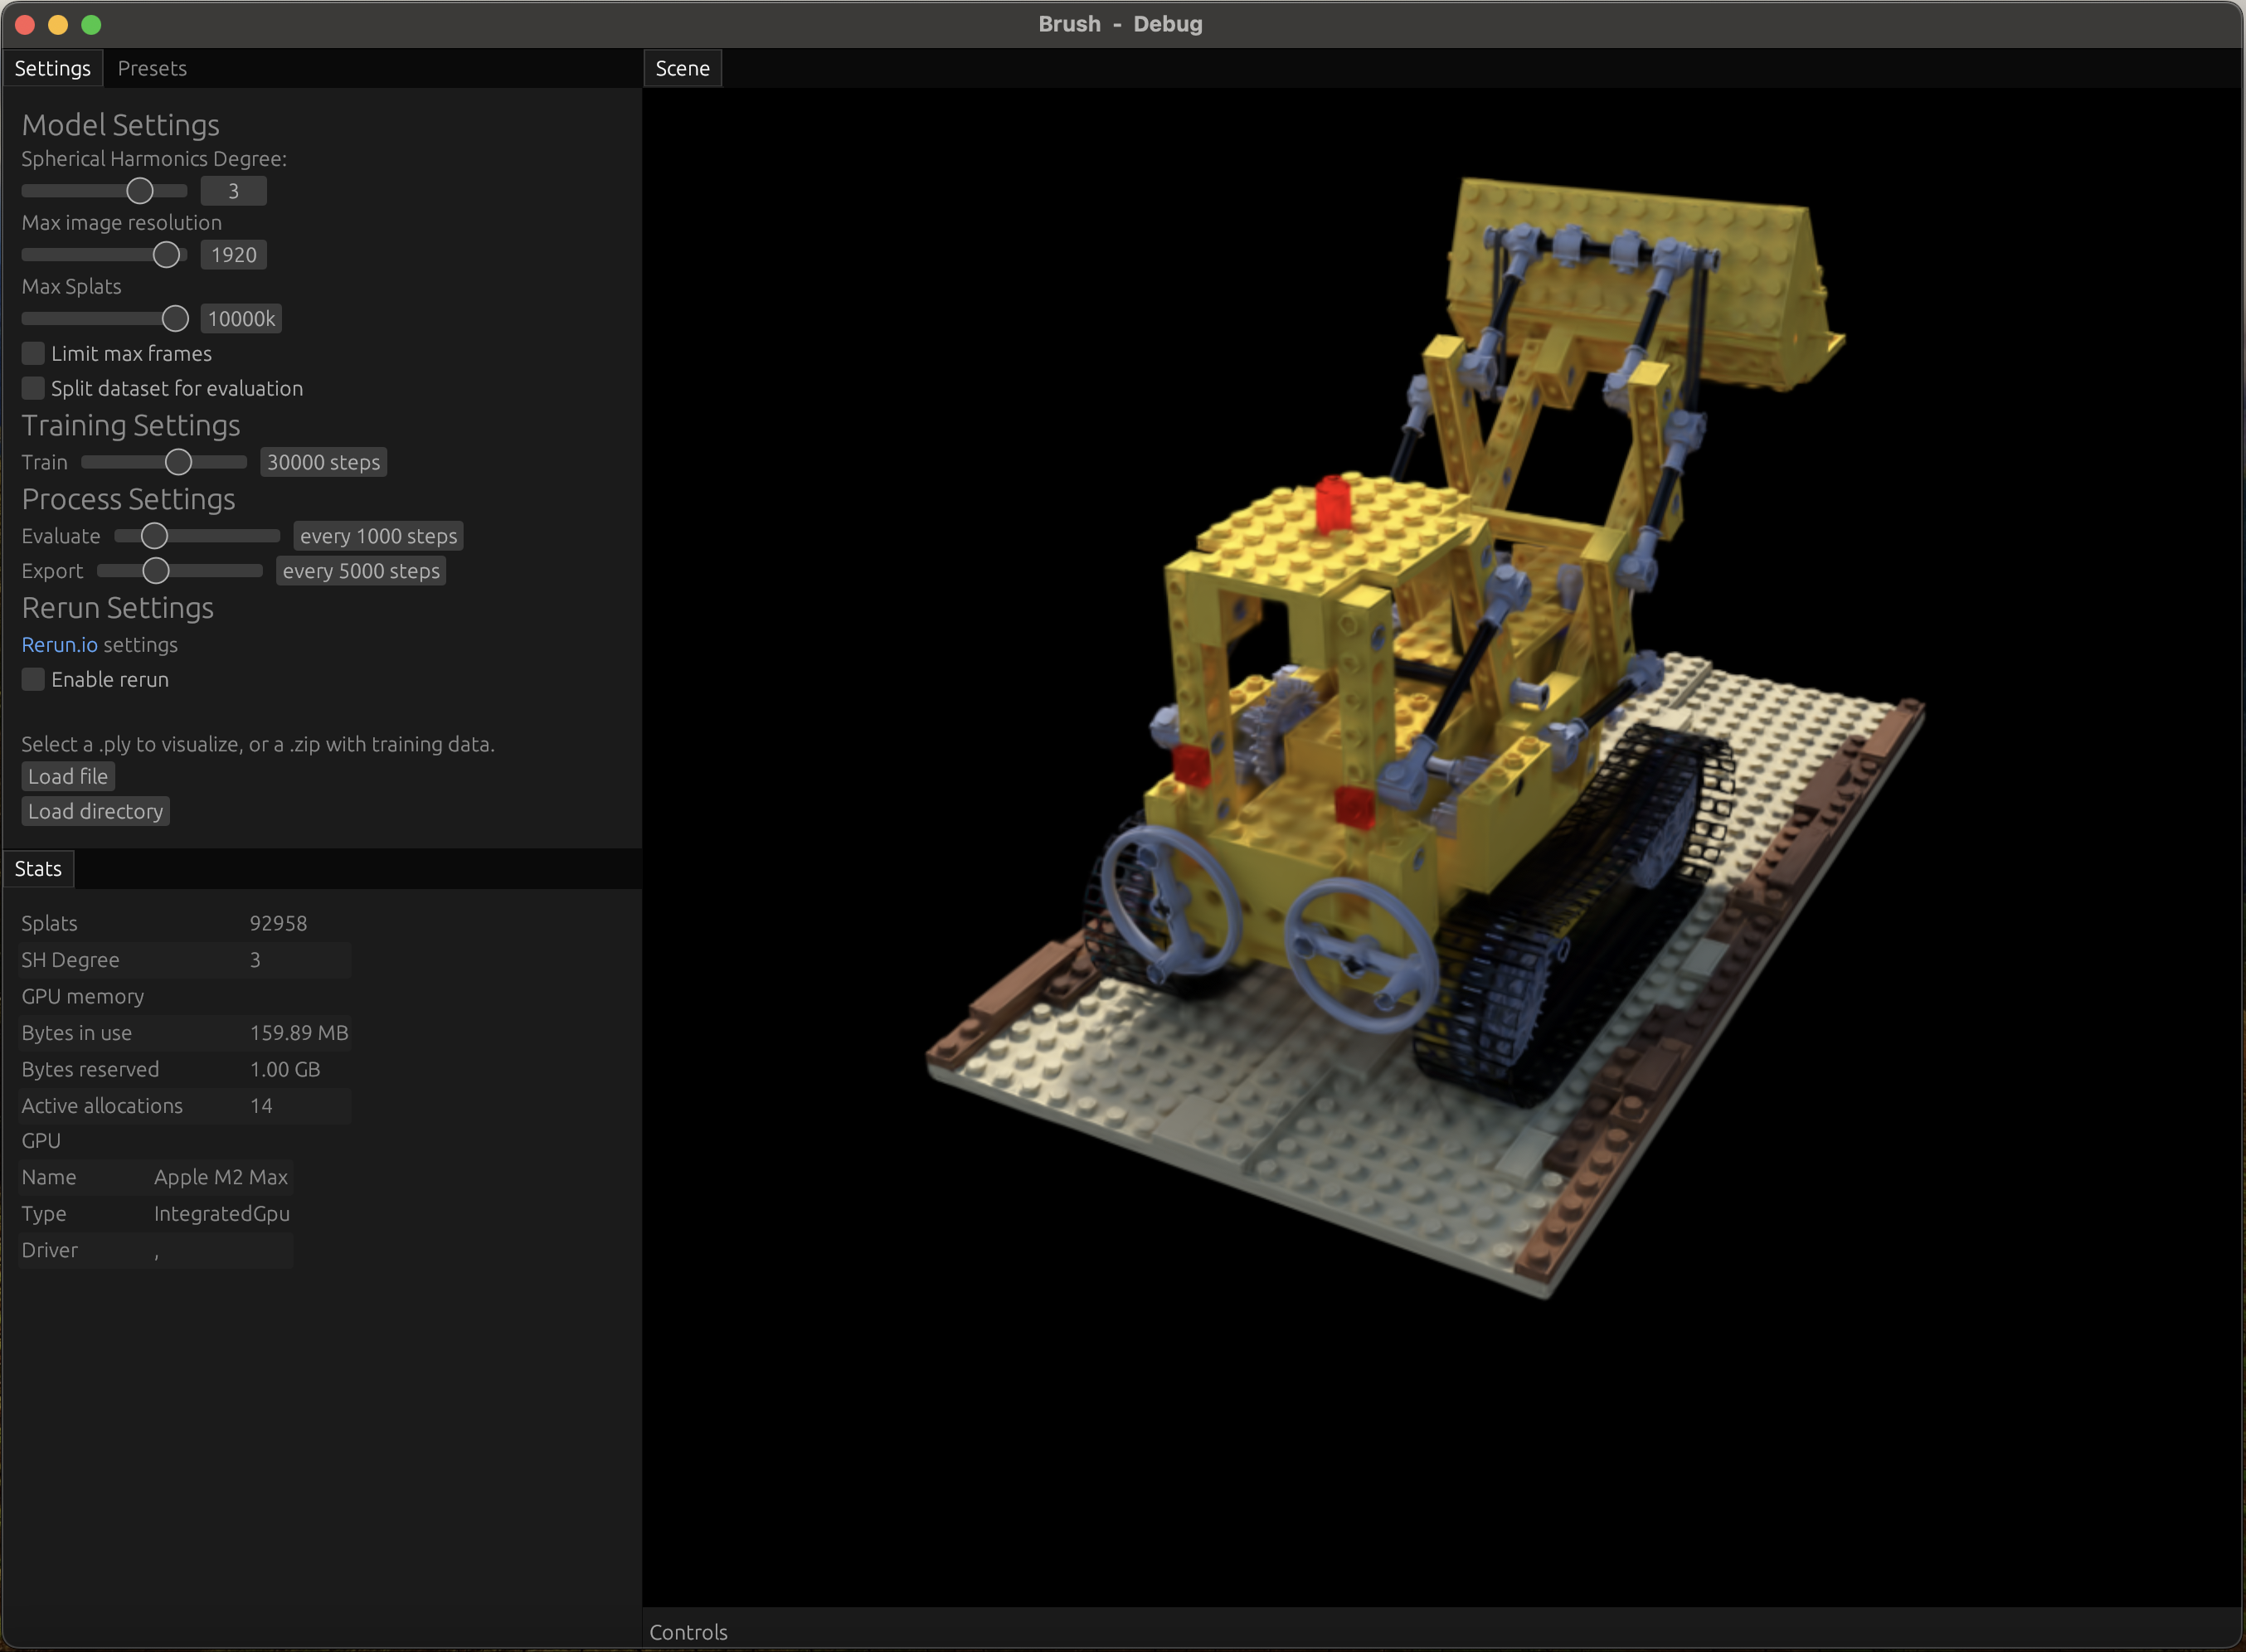 Brush - Debug
Settings Presets
Model Settings
Spherical Harmonics Degree:
3
Max image resolution
1920
Max Splats
10000k
Limit max frames
Split dataset for evaluation
Training Settings
Train 30000 steps
Process Settings
Evaluate every 1000 steps
Export every 5000 steps
Rerun Settings
Rerun.io settings
Enable rerun
Select a .ply to visualize, or a .zip with training data.
Load file
Load directory
Stats
Splats 92958
SH Degree 3
GPU memory
Bytes in use 159.89 MB
Bytes reserved 1.00 GB
Active allocations 14
GPU
Name Apple M2 Max
Type IntegratedGpu
Driver ,
Scene
Controls